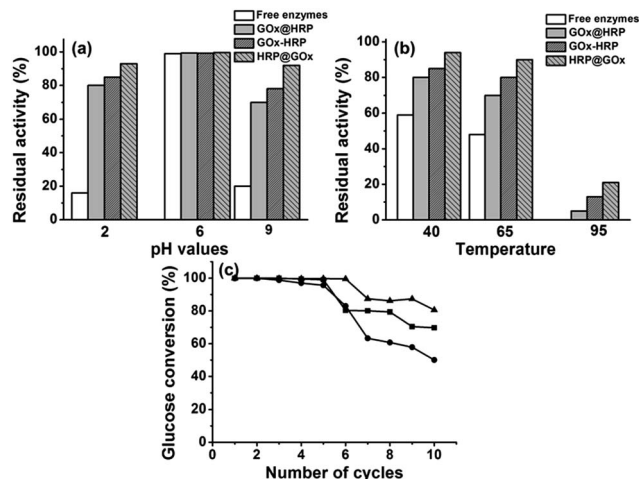 (a)
Free enzymes
GOx@HRP
GOx-HRP
HRP@GOx
Residual activity (%)
100
80
60
40
20
0
2 6 9
pH values
(b)
Free enzymes
GOx@HRP
GOx-HRP
HRP@GOx
Residual activity (%)
100
80
60
40
20
0
40 65 95
Temperature
(c)
Glucose conversion (%)
100
80
60
40
20
0
0 2 4 6 8 10
Number of cycles